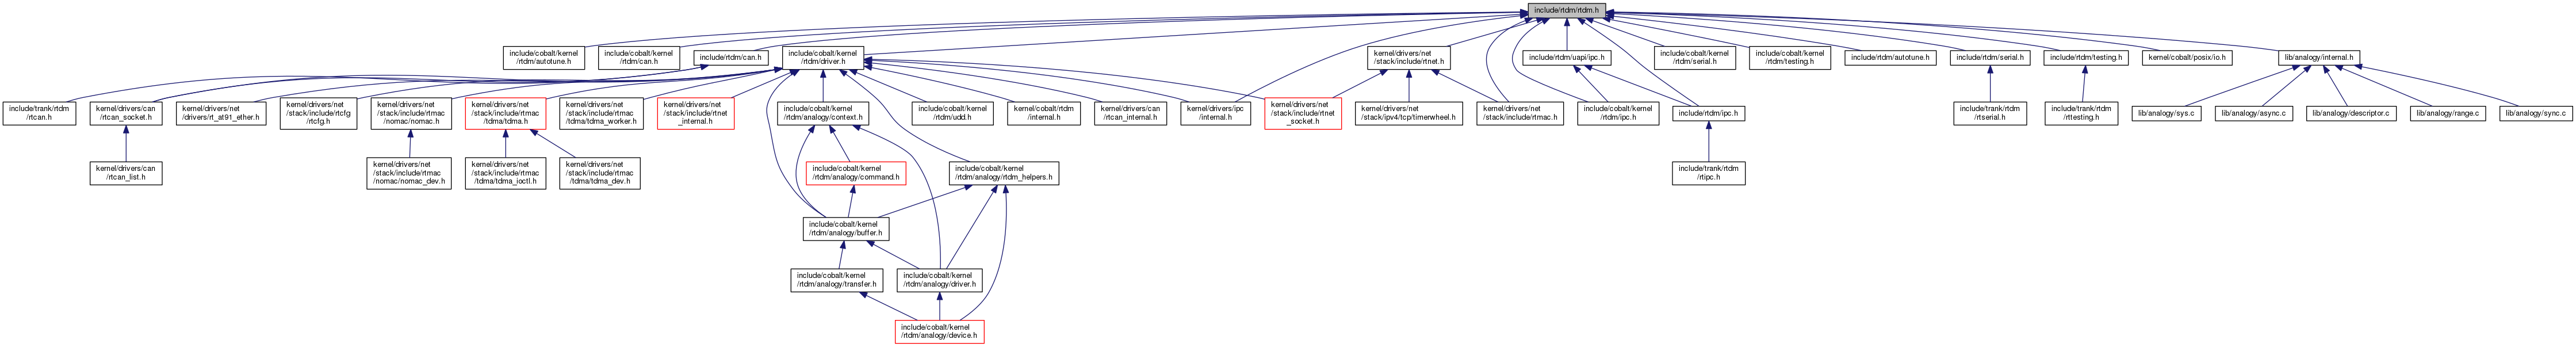 include/rtdm/rtdm.h
include/cobalt/kernel
/rtdm/autotune.h
include/cobalt/kernel
/rtdm/can.h
include/rtdm/can.h
include/cobalt/kernel
/rtdm/driver.h
kernel/drivers/net
/stack/include/rtnet.h
include/rtdm/uapi/ipc.h
include/cobalt/kernel
/rtdm/serial.h
include/cobalt/kernel
/rtdm/testing.h
include/rtdm/autotune.h
include/rtdm/serial.h
include/rtdm/testing.h
kernel/cobalt/posix/io.h
lib/analogy/internal.h
include/trank/rtdm
/rtcan.h
kernel/drivers/can
/rtcan_socket.h
kernel/drivers/net
/drivers/rt_at91_ether.h
kernel/drivers/net
/stack/include/rtcfg
/rtcfg.h
kernel/drivers/net
/stack/include/rtmac
/nomac/nomac.h
kernel/drivers/net
/stack/include/rtmac
/tdma/tdma.h
kernel/drivers/net
/stack/include/rtmac
/tdma/tdma_worker.h
kernel/drivers/net
/stack/include/rtnet
_internal.h
include/cobalt/kernel
/rtdm/analogy/context.h
include/cobalt/kernel
/rtdm/udd.h
kernel/cobalt/rtdm
/internal.h
kernel/drivers/can
/rtcan_internal.h
kernel/drivers/ipc
/internal.h
kernel/drivers/net
/stack/include/rtnet
_socket.h
kernel/drivers/net
/stack/ipv4/tcp/timerwheel.h
kernel/drivers/net
/stack/include/rtmac.h
include/cobalt/kernel
/rtdm/ipc.h
include/rtdm/ipc.h
include/trank/rtdm
/rtserial.h
include/trank/rtdm
/rttesting.h
lib/analogy/sys.c
lib/analogy/async.c
lib/analogy/descriptor.c
lib/analogy/range.c
lib/analogy/sync.c
kernel/drivers/can
/rtcan_list.h
kernel/drivers/net
/stack/include/rtmac
/nomac/nomac_dev.h
kernel/drivers/net
/stack/include/rtmac
/tdma/tdma_ioctl.h
kernel/drivers/net
/stack/include/rtmac
/tdma/tdma_dev.h
include/cobalt/kernel
/rtdm/analogy/command.h
include/cobalt/kernel
/rtdm/analogy/rtdm_helpers.h
include/trank/rtdm
/rtipc.h
include/cobalt/kernel
/rtdm/analogy/buffer.h
include/cobalt/kernel
/rtdm/analogy/transfer.h
include/cobalt/kernel
/rtdm/analogy/driver.h
include/cobalt/kernel
/rtdm/analogy/device.h